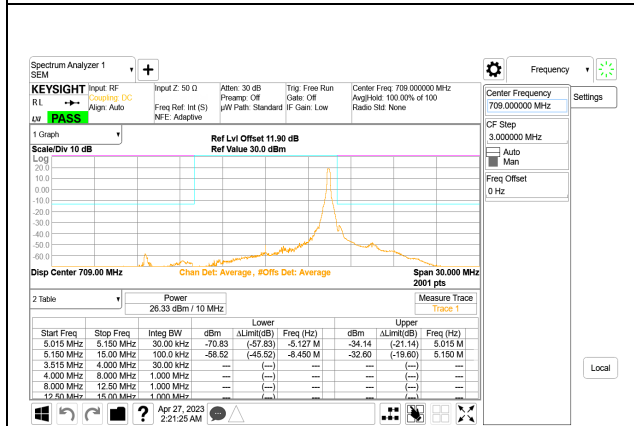 Spectrum Analyzer 1
SEM
+
Frequency
KEYSIGHT
RL
LXI
PASS
Input: RF
Coupling: DC
Align: Auto
Input Z: 50 Ω
Freq Ref: Int (S)
NFE: Adaptive
Atten: 30 dB
Preamp: Off
µW Path: Standard
Trig: Free Run
Gate: Off
IF Gain: Low
Center Freq: 709.000000 MHz
Avg|Hold: 100.00% of 100
Radio Std: None
Center Frequency
709.000000 MHz
Settings
CF Step
3.000000 MHz
Auto
Man
Freq Offset
0 Hz
Local
1 Graph
Scale/Div 10 dB
Ref Lvl Offset 11.90 dB
Ref Value 30.0 dBm
Log
20.0
10.0
0.00
-10.0
-20.0
-30.0
-40.0
-50.0
-60.0
Disp Center 709.00 MHz
Chan Det: Average, #Offs Det: Average
Span 30.000 MHz
2001 pts
2 Table
Power
26.33 dBm / 10 MHz
Measure Trace
Trace 1
Lower Upper
Start Freq Stop Freq Integ BW dBm ΔLimit(dB) Freq (Hz) dBm ΔLimit(dB) Freq (Hz)
5.015 MHz 5.150 MHz 30.00 kHz -70.83 (-57.83) -5.127 M -34.14 (-21.14) 5.015 M
5.150 MHz 15.00 MHz 100.0 kHz -58.52 (-45.52) -8.450 M -32.60 (-19.60) 5.150 M
3.515 MHz 4.000 MHz 30.00 kHz --- (---) --- --- (---) ---
4.000 MHz 8.000 MHz 1.000 MHz --- (---) --- --- (---) ---
8.000 MHz 12.50 MHz 1.000 MHz --- (---) --- --- (---) ---
12.50 MHz 15.00 MHz 1.000 MHz --- (---) --- --- (---) ---
?
Apr 27, 2023
2:21:25 AM